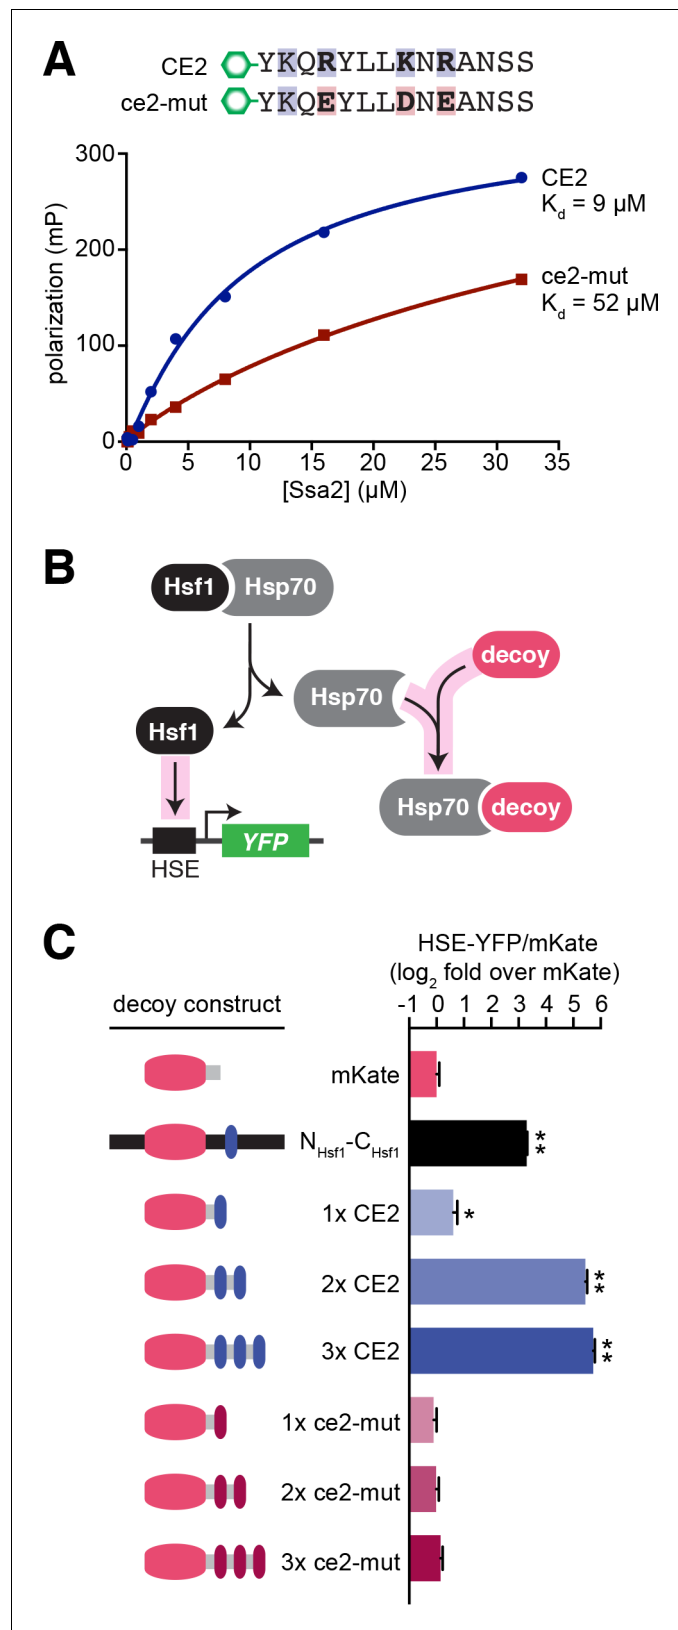 A
CE2 YKQRYLLKNRANSS
ce2-mut YKQEYLLDNEANSS
polarization (mP)
300
200
100
0
0 5 10 15 20 25 30 35
[Ssa2] (µM)
CE2
Kd = 9 µM
ce2-mut
Kd = 52 µM
B
Hsf1 Hsp70
decoy
Hsp70
Hsf1
Hsp70 decoy
YFP
HSE
C
HSE-YFP/mKate
(log2 fold over mKate)
decoy construct
-1 0 1 2 3 4 5 6
mKate
NHsf1-CHsf1 **
1x CE2 *
2x CE2 **
3x CE2 **
1x ce2-mut
2x ce2-mut
3x ce2-mut